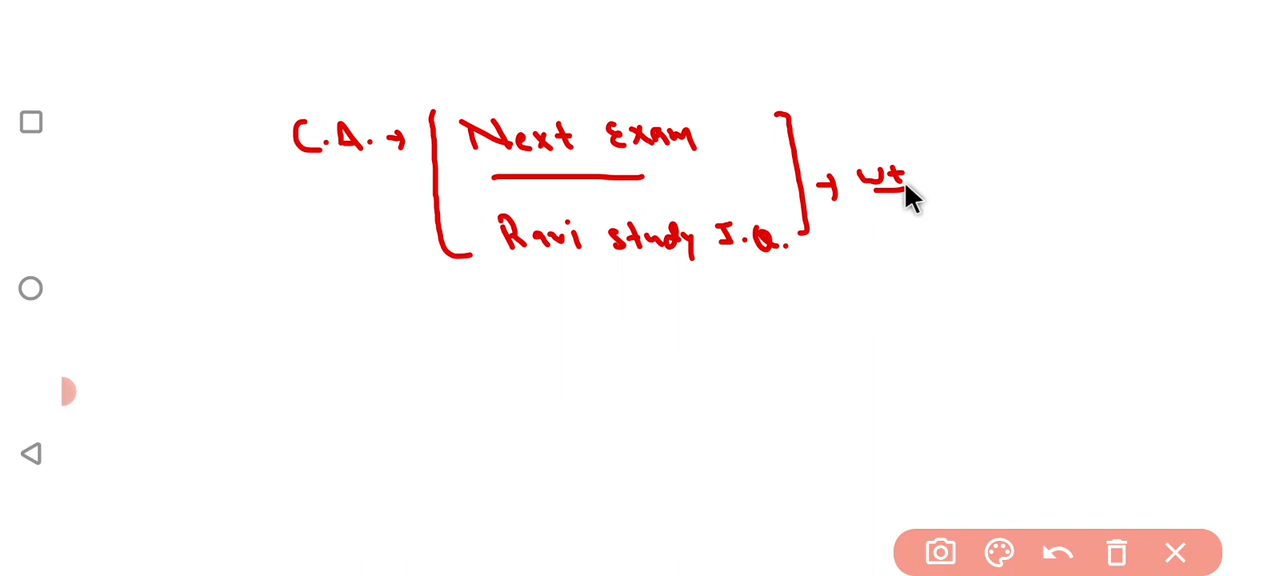 C.A. → [ Next Exam
Ravi study I.Q. ] → wt